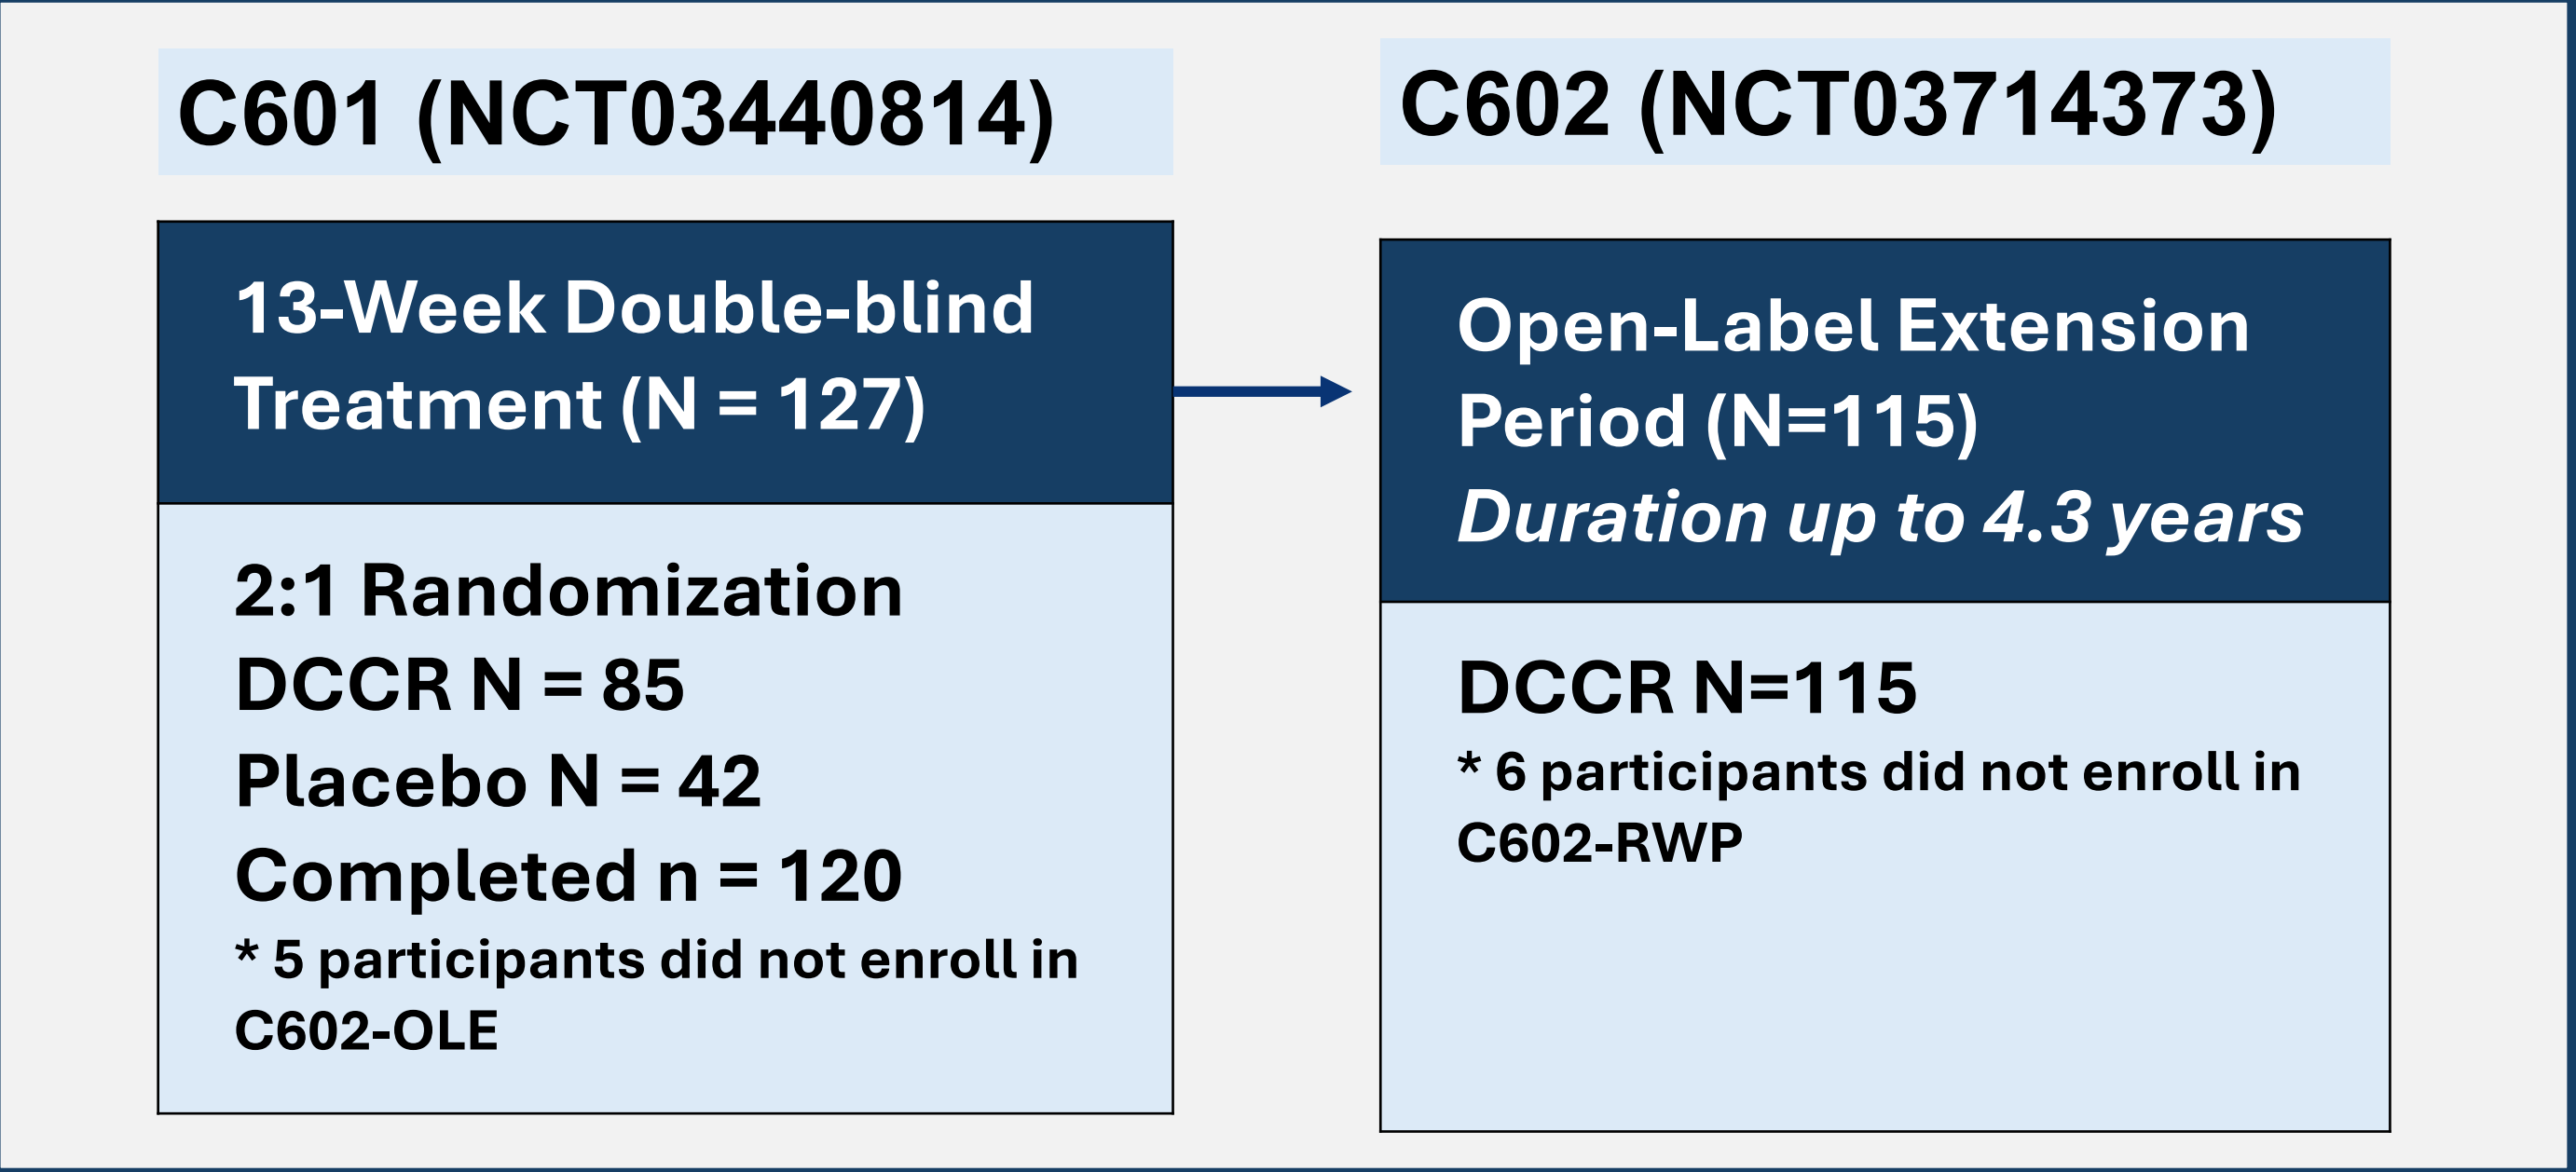 C601 (NCT03440814)
13-Week Double-blind
Treatment (N = 127)
2:1 Randomization
DCCR N = 85
Placebo N = 42
Completed n = 120
* 5 participants did not enroll in
C602-OLE
C602 (NCT03714373)
Open-Label Extension
Period (N=115)
Duration up to 4.3 years
DCCR N=115
* 6 participants did not enroll in
C602-RWP